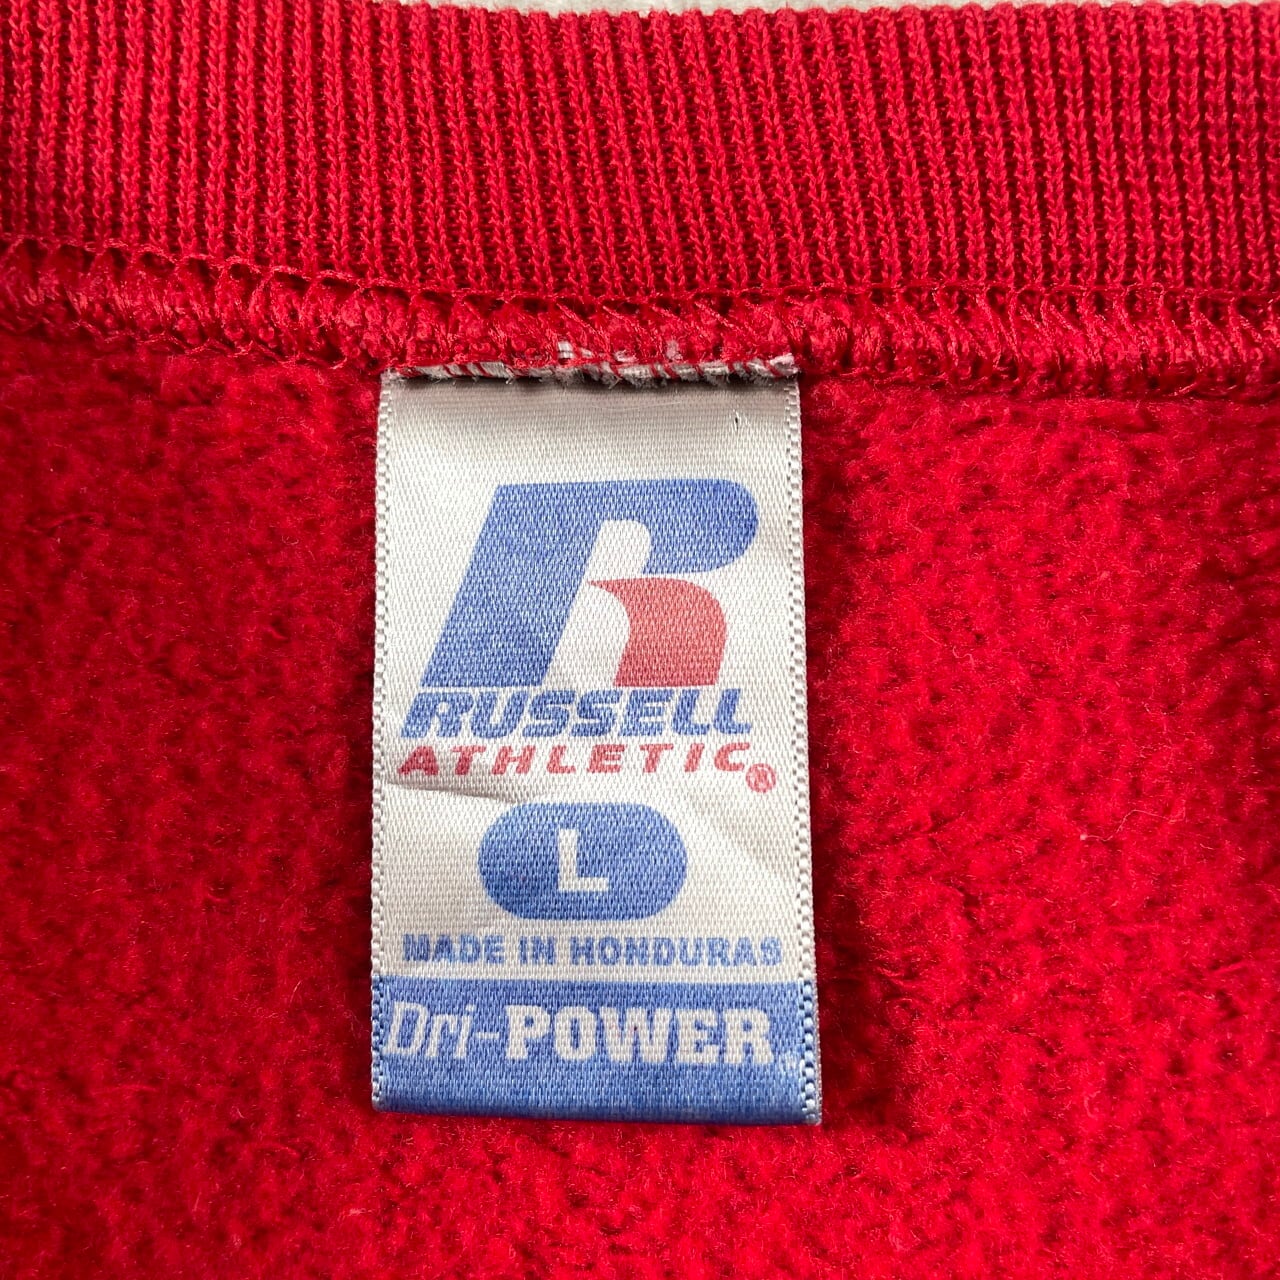 R
RUSSELL
ATHLETIC®
L
MADE IN HONDURAS
Dri-POWER